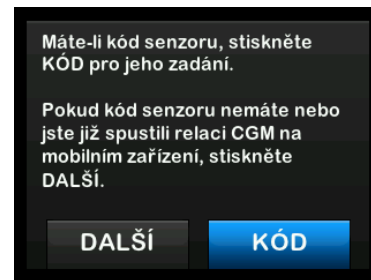 Máte-li kód senzoru, stiskněte
KÓD pro jeho zadání.
Pokud kód senzoru nemáte nebo
jste již spustili relaci CGM na
mobilním zařízení, stiskněte
DALŠÍ.
DALŠÍ
KÓD